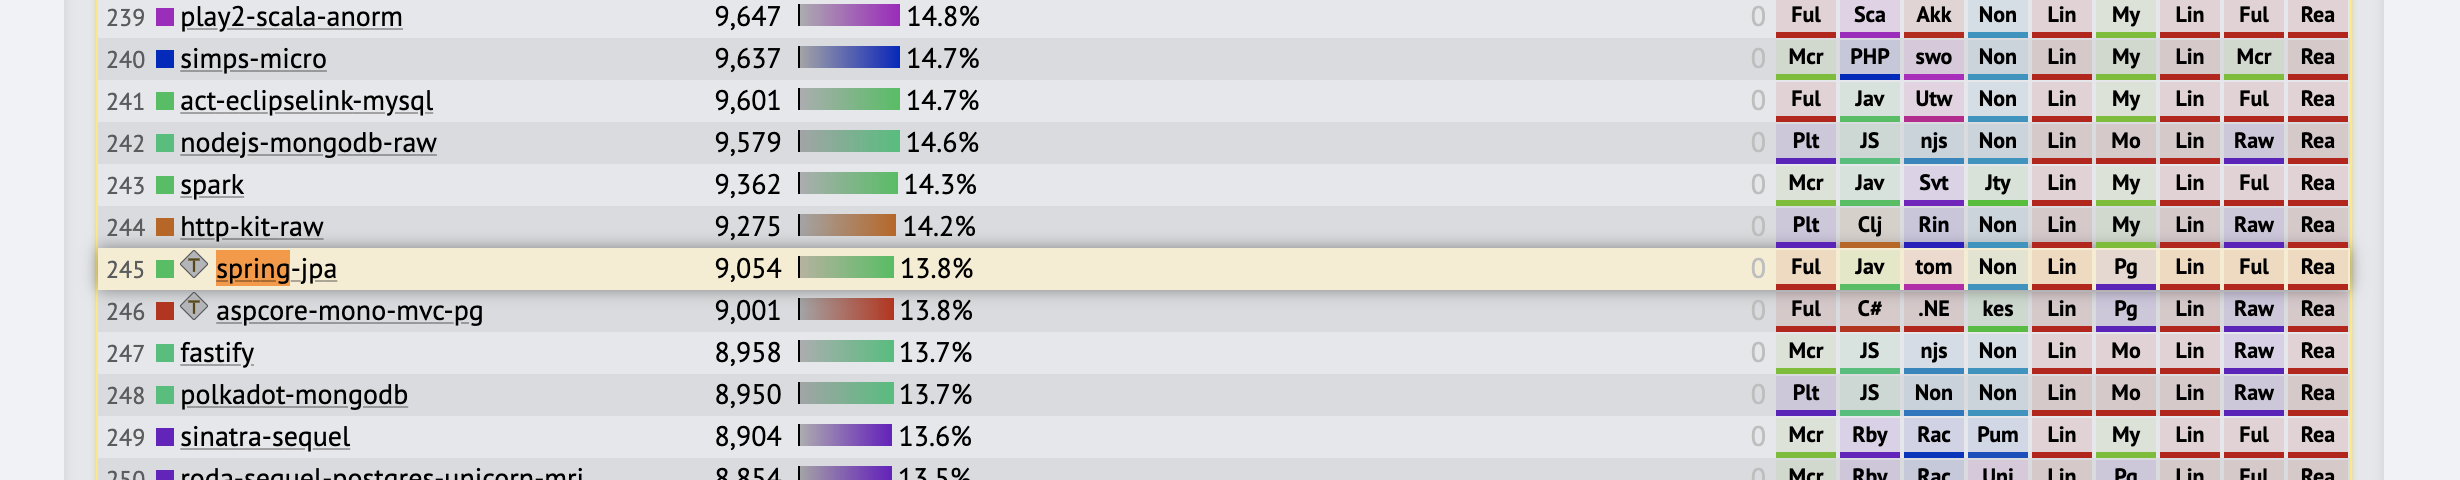 239 play2-scala-anorm 9,647 14.8% 0 Ful Sca Akk Non Lin My Lin Ful Rea
240 simps-micro 9,637 14.7% 0 Mcr PHP swo Non Lin My Lin Mcr Rea
241 act-eclipselink-mysql 9,601 14.7% 0 Ful Jav Utw Non Lin My Lin Ful Rea
242 nodejs-mongodb-raw 9,579 14.6% 0 Plt JS njs Non Lin Mo Lin Raw Rea
243 spark 9,362 14.3% 0 Mcr Jav Svt Jty Lin My Lin Ful Rea
244 http-kit-raw 9,275 14.2% 0 Plt Clj Rin Non Lin My Lin Raw Rea
245 T spring-jpa 9,054 13.8% 0 Ful Jav tom Non Lin Pg Lin Ful Rea
246 T aspcore-mono-mvc-pg 9,001 13.8% 0 Ful C# .NE kes Lin Pg Lin Raw Rea
247 fastify 8,958 13.7% 0 Mcr JS njs Non Lin Mo Lin Raw Rea
248 polkadot-mongodb 8,950 13.7% 0 Plt JS Non Non Lin Mo Lin Raw Rea
249 sinatra-sequel 8,904 13.6% 0 Mcr Rby Rac Pum Lin My Lin Ful Rea
250 roda-sequel-postgres-unicorn-mri 8,854 13.5% 0 Mcr Rby Rac Uni Lin Pg Lin Ful Rea